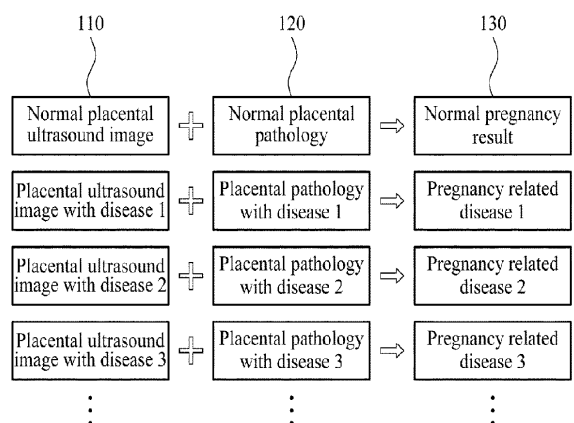 110 120 130
Normal placental ultrasound image + Normal placental pathology ⇨ Normal pregnancy result
Placental ultrasound image with disease 1 + Placental pathology with disease 1 ⇨ Pregnancy related disease 1
Placental ultrasound image with disease 2 + Placental pathology with disease 2 ⇨ Pregnancy related disease 2
Placental ultrasound image with disease 3 + Placental pathology with disease 3 ⇨ Pregnancy related disease 3